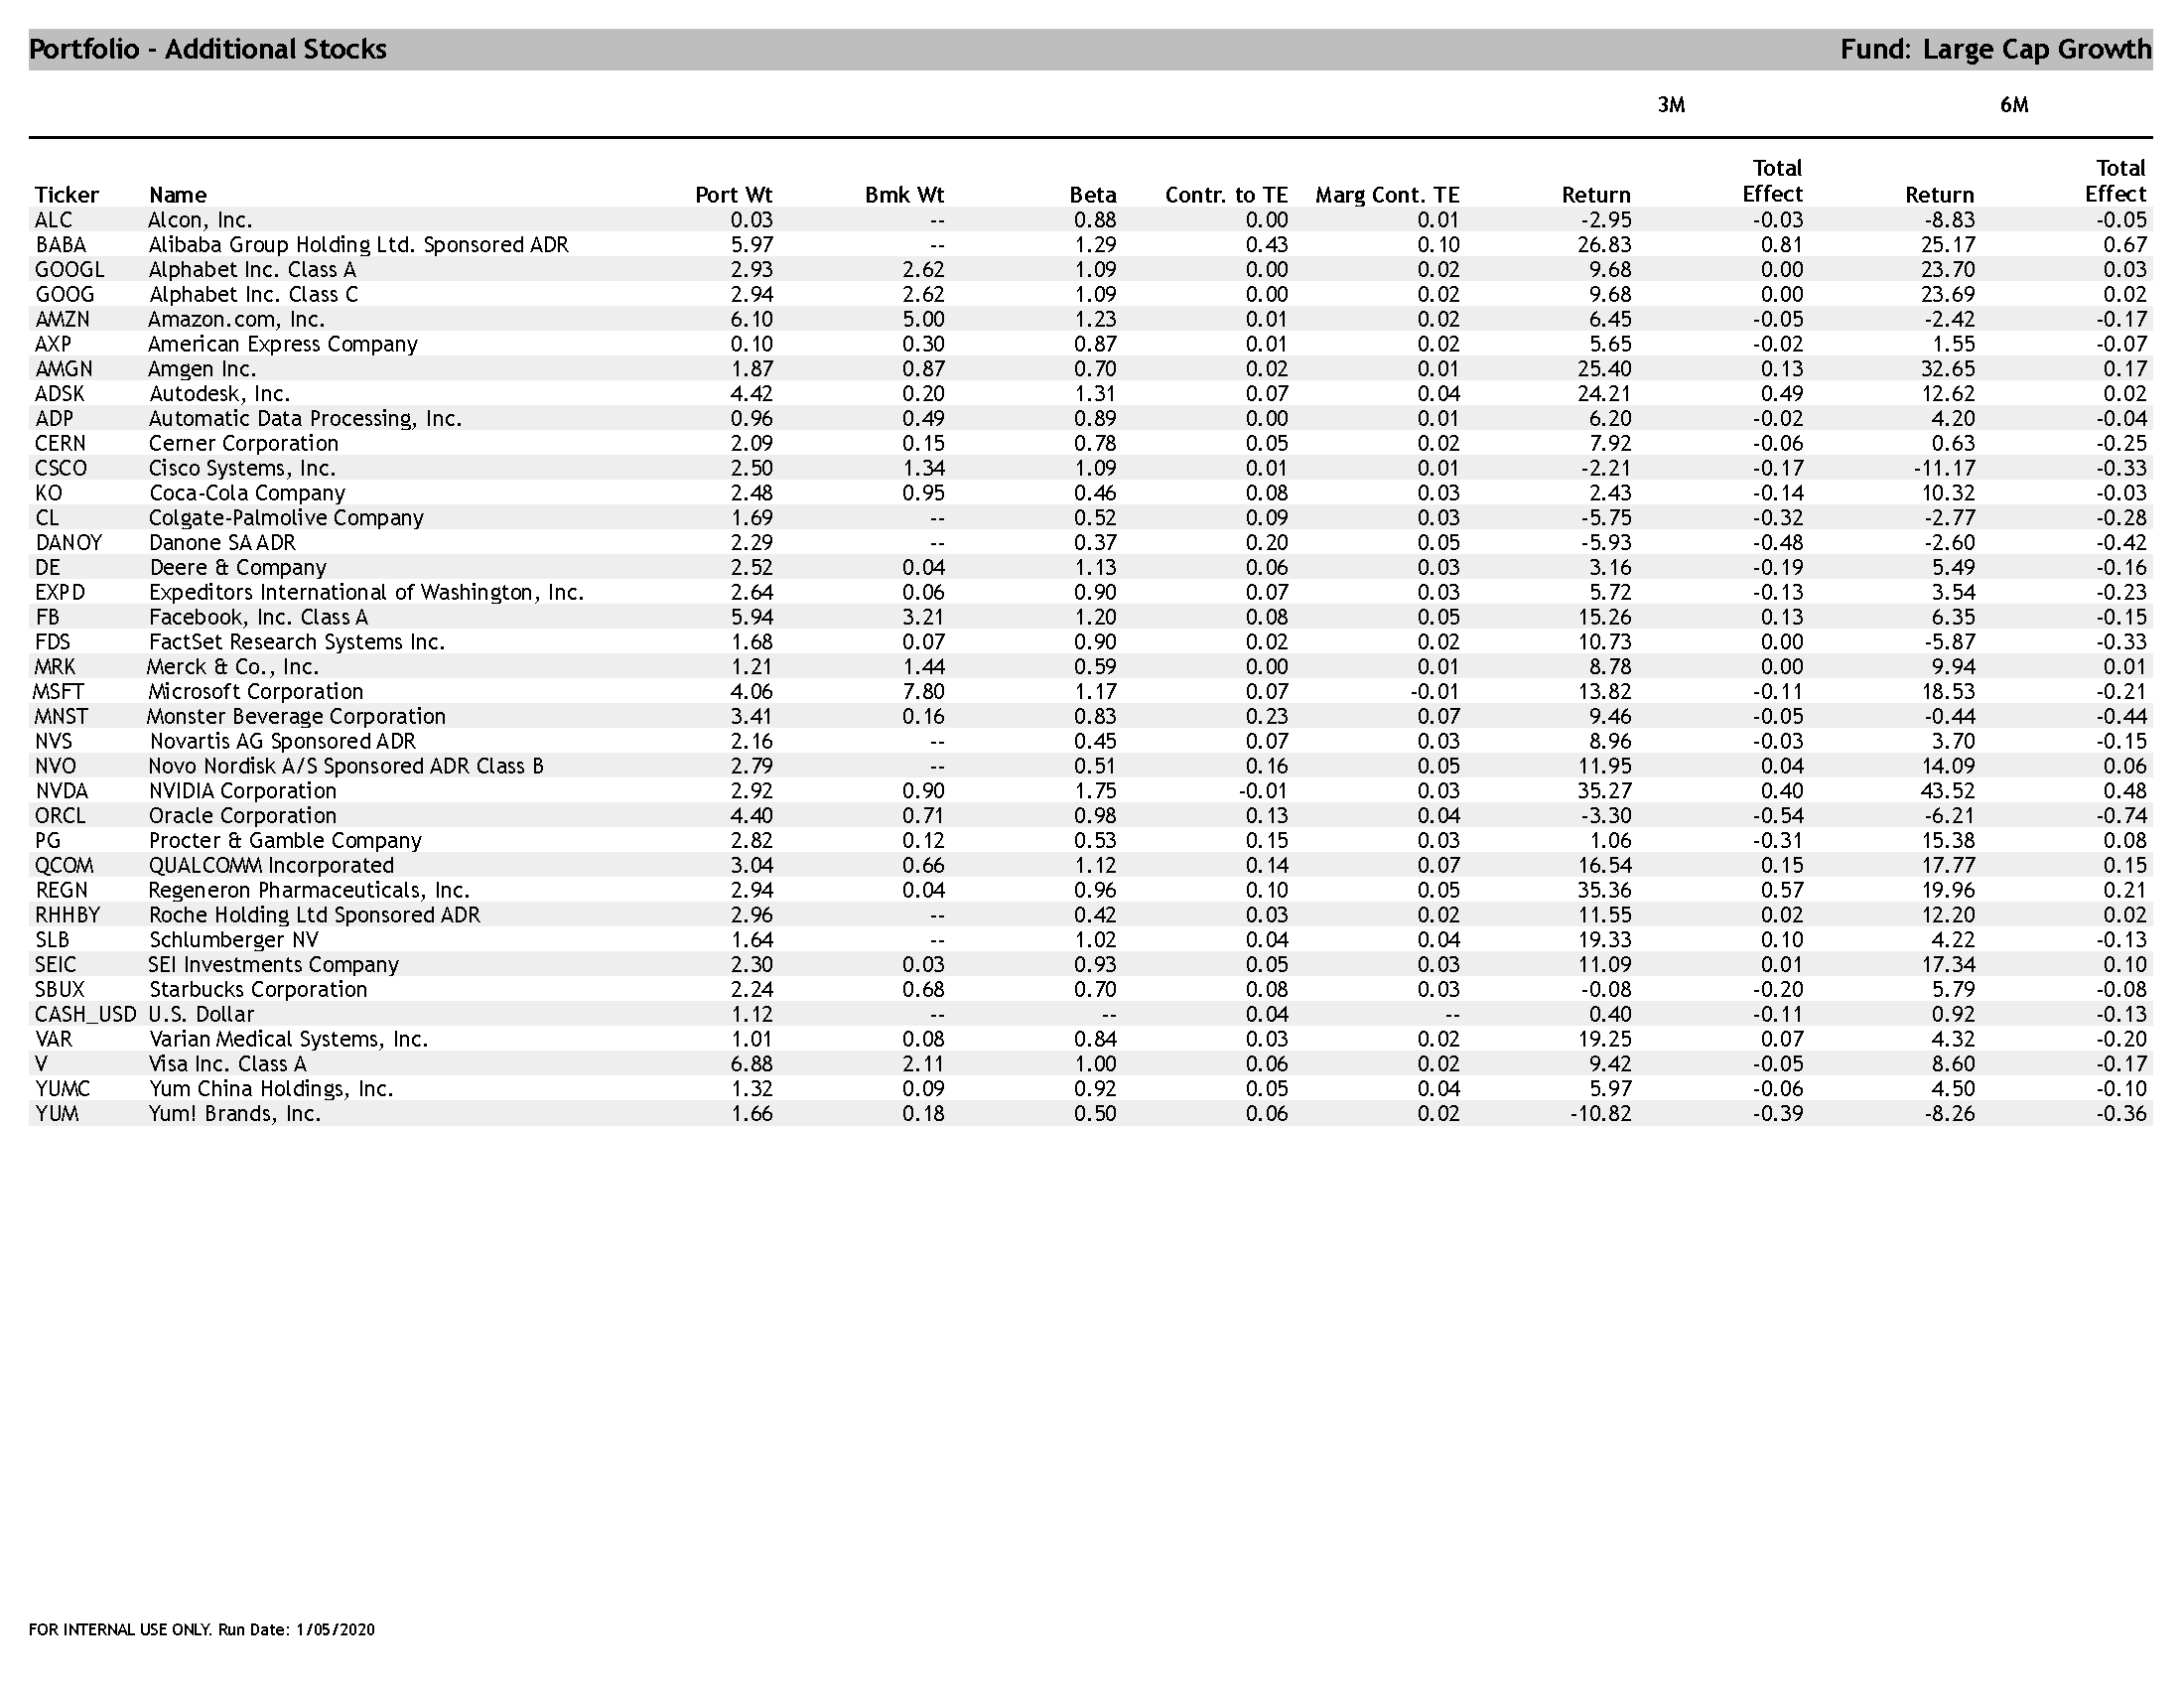 Portfolio - Additional Stocks Fund: Large Cap Growth
3M 6M
Total Total
Ticker Name Port Wt Bmk Wt Beta Contr. to TE Marg Cont. TE Return Effect Return Effect
ALC Alcon, Inc. 0.03 -- 0.88 0.00 0.01 -2.95 -0.03 -8.83 -0.05
BABA Alibaba Group Holding Ltd. Sponsored ADR 5.97 -- 1.29 0.43 0.10 26.83 0.81 25.17 0.67
GOOGL Alphabet Inc. Class A 2.93 2.62 1.09 0.00 0.02 9.68 0.00 23.70 0.03
GOOG Alphabet Inc. Class C 2.94 2.62 1.09 0.00 0.02 9.68 0.00 23.69 0.02
AMZN Amazon.com, Inc. 6.10 5.00 1.23 0.01 0.02 6.45 -0.05 -2.42 -0.17
AXP American Express Company 0.10 0.30 0.87 0.01 0.02 5.65 -0.02 1.55 -0.07
AMGN Amgen Inc. 1.87 0.87 0.70 0.02 0.01 25.40 0.13 32.65 0.17
ADSK Autodesk, Inc. 4.42 0.20 1.31 0.07 0.04 24.21 0.49 12.62 0.02
ADP Automatic Data Processing, Inc. 0.96 0.49 0.89 0.00 0.01 6.20 -0.02 4.20 -0.04
CERN Cerner Corporation 2.09 0.15 0.78 0.05 0.02 7.92 -0.06 0.63 -0.25
CSCO Cisco Systems, Inc. 2.50 1.34 1.09 0.01 0.01 -2.21 -0.17 -11.17 -0.33
KO Coca-Cola Company 2.48 0.95 0.46 0.08 0.03 2.43 -0.14 10.32 -0.03
CL Colgate-Palmolive Company 1.69 -- 0.52 0.09 0.03 -5.75 -0.32 -2.77 -0.28
DANOY Danone SA ADR 2.29 -- 0.37 0.20 0.05 -5.93 -0.48 -2.60 -0.42
DE Deere & Company 2.52 0.04 1.13 0.06 0.03 3.16 -0.19 5.49 -0.16
EXPD Expeditors International of Washington, Inc. 2.64 0.06 0.90 0.07 0.03 5.72 -0.13 3.54 -0.23
FB Facebook, Inc. Class A 5.94 3.21 1.20 0.08 0.05 15.26 0.13 6.35 -0.15
FDS FactSet Research Systems Inc. 1.68 0.07 0.90 0.02 0.02 10.73 0.00 -5.87 -0.33
MRK Merck & Co., Inc. 1.21 1.44 0.59 0.00 0.01 8.78 0.00 9.94 0.01
MSFT Microsoft Corporation 4.06 7.80 1.17 0.07 -0.01 13.82 -0.11 18.53 -0.21
MNST Monster Beverage Corporation 3.41 0.16 0.83 0.23 0.07 9.46 -0.05 -0.44 -0.44
NVS Novartis AG Sponsored ADR 2.16 -- 0.45 0.07 0.03 8.96 -0.03 3.70 -0.15
NVO Novo Nordisk A/S Sponsored ADR Class B 2.79 -- 0.51 0.16 0.05 11.95 0.04 14.09 0.06
NVDA NVIDIA Corporation 2.92 0.90 1.75 -0.01 0.03 35.27 0.40 43.52 0.48
ORCL Oracle Corporation 4.40 0.71 0.98 0.13 0.04 -3.30 -0.54 -6.21 -0.74
PG Procter & Gamble Company 2.82 0.12 0.53 0.15 0.03 1.06 -0.31 15.38 0.08
QCOM QUALCOMM Incorporated 3.04 0.66 1.12 0.14 0.07 16.54 0.15 17.77 0.15
REGN Regeneron Pharmaceuticals, Inc. 2.94 0.04 0.96 0.10 0.05 35.36 0.57 19.96 0.21
RHHBY Roche Holding Ltd Sponsored ADR 2.96 -- 0.42 0.03 0.02 11.55 0.02 12.20 0.02
SLB Schlumberger NV 1.64 -- 1.02 0.04 0.04 19.33 0.10 4.22 -0.13
SEIC SEI Investments Company 2.30 0.03 0.93 0.05 0.03 11.09 0.01 17.34 0.10
SBUX Starbucks Corporation 2.24 0.68 0.70 0.08 0.03 -0.08 -0.20 5.79 -0.08
CASH_USD U.S. Dollar 1.12 -- -- 0.04 -- 0.40 -0.11 0.92 -0.13
VAR Varian Medical Systems, Inc. 1.01 0.08 0.84 0.03 0.02 19.25 0.07 4.32 -0.20
V Visa Inc. Class A 6.88 2.11 1.00 0.06 0.02 9.42 -0.05 8.60 -0.17
YUMC Yum China Holdings, Inc. 1.32 0.09 0.92 0.05 0.04 5.97 -0.06 4.50 -0.10
YUM Yum! Brands, Inc. 1.66 0.18 0.50 0.06 0.02 -10.82 -0.39 -8.26 -0.36
FOR INTERNAL USE ONLY. Run Date: 1/05/2020